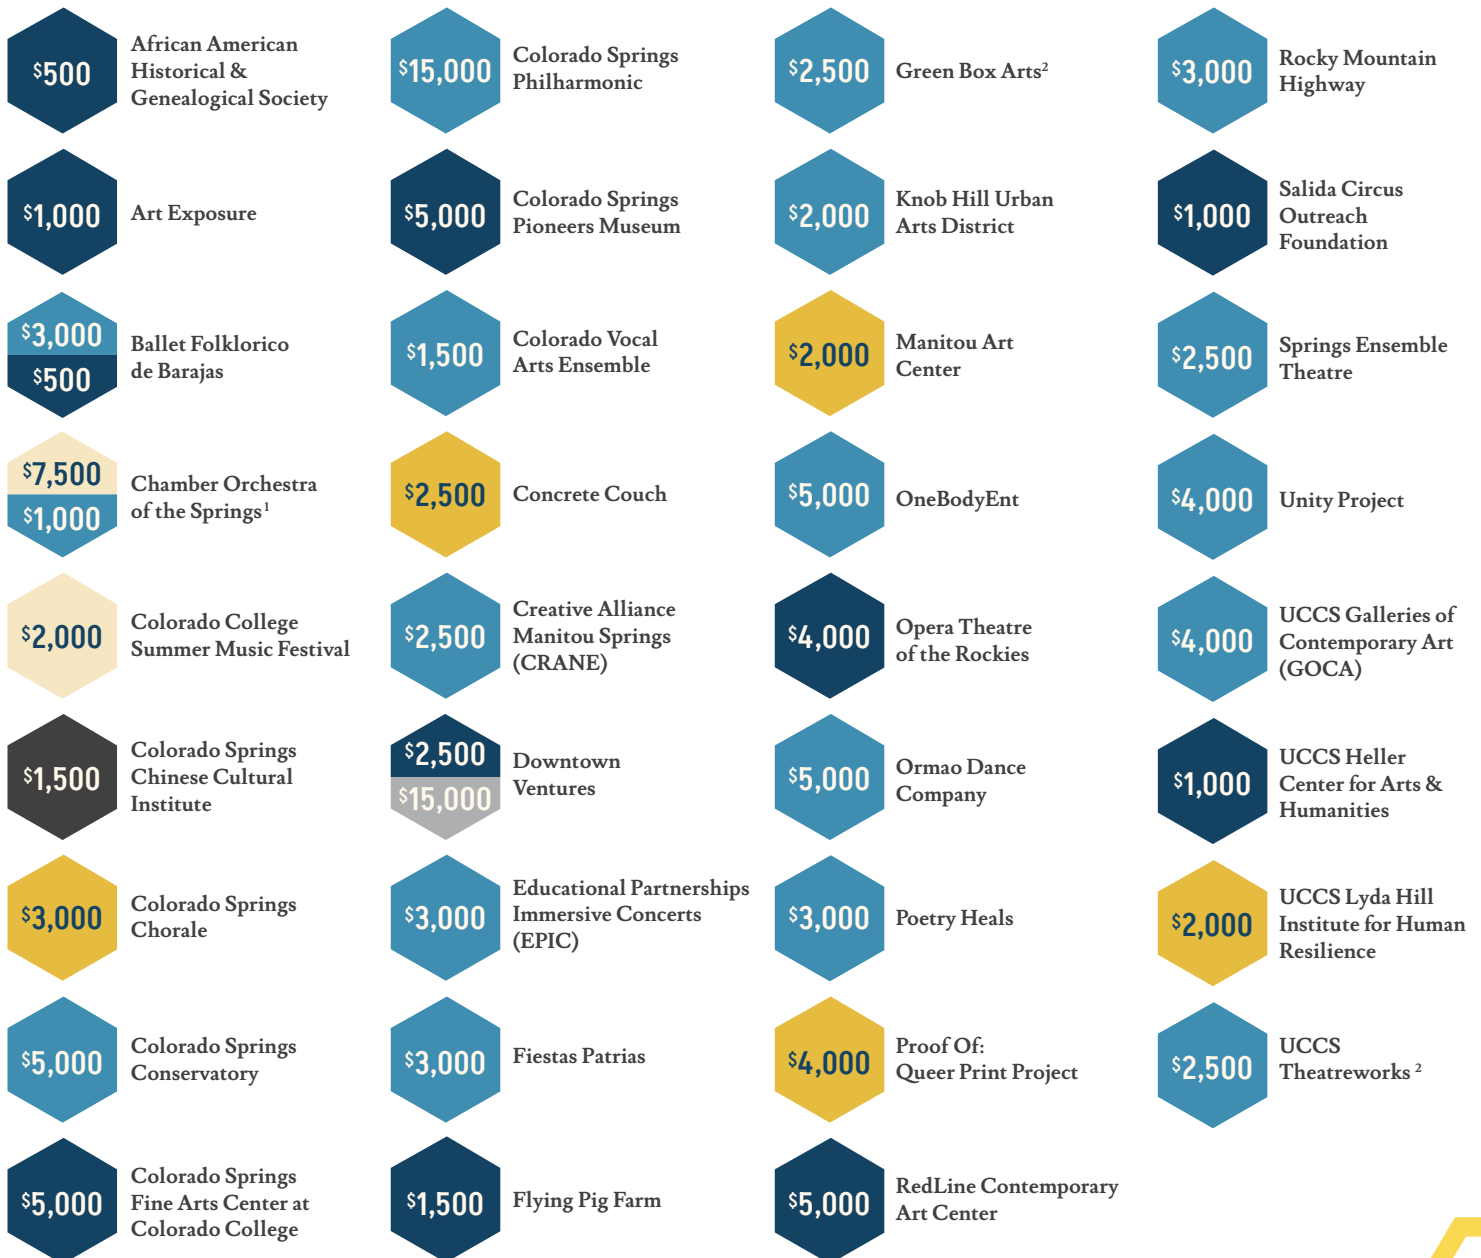 $500
African American
Historical &
Genealogical Society
$1,000
Art Exposure
$3,000
$500
Ballet Folklorico
de Barajas
$7,500
$1,000
Chamber Orchestra
of the Springs¹
$2,000
Colorado College
Summer Music Festival
$1,500
Colorado Springs
Chinese Cultural
Institute
$3,000
Colorado Springs
Chorale
$5,000
Colorado Springs
Conservatory
$5,000
Colorado Springs
Fine Arts Center at
Colorado College
$15,000
Colorado Springs
Philharmonic
$5,000
Colorado Springs
Pioneers Museum
$1,500
Colorado Vocal
Arts Ensemble
$2,500
Concrete Couch
$2,500
Creative Alliance
Manitou Springs
(CRANE)
$2,500
$15,000
Downtown
Ventures
$3,000
Educational Partnerships
Immersive Concerts
(EPIC)
$3,000
Fiestas Patrias
$1,500
Flying Pig Farm
$2,500
Green Box Arts²
$2,000
Knob Hill Urban
Arts District
$2,000
Manitou Art
Center
$5,000
OneBodyEnt
$4,000
Opera Theatre
of the Rockies
$5,000
Ormao Dance
Company
$3,000
Poetry Heals
$4,000
Proof Of:
Queer Print Project
$5,000
RedLine Contemporary
Art Center
$3,000
Rocky Mountain
Highway
$1,000
Salida Circus
Outreach
Foundation
$2,500
Springs Ensemble
Theatre
$4,000
Unity Project
$4,000
UCCS Galleries of
Contemporary Art
(GOCA)
$1,000
UCCS Heller
Center for Arts &
Humanities
$2,000
UCCS Lyda Hill
Institute for Human
Resilience
$2,500
UCCS
Theatreworks ²